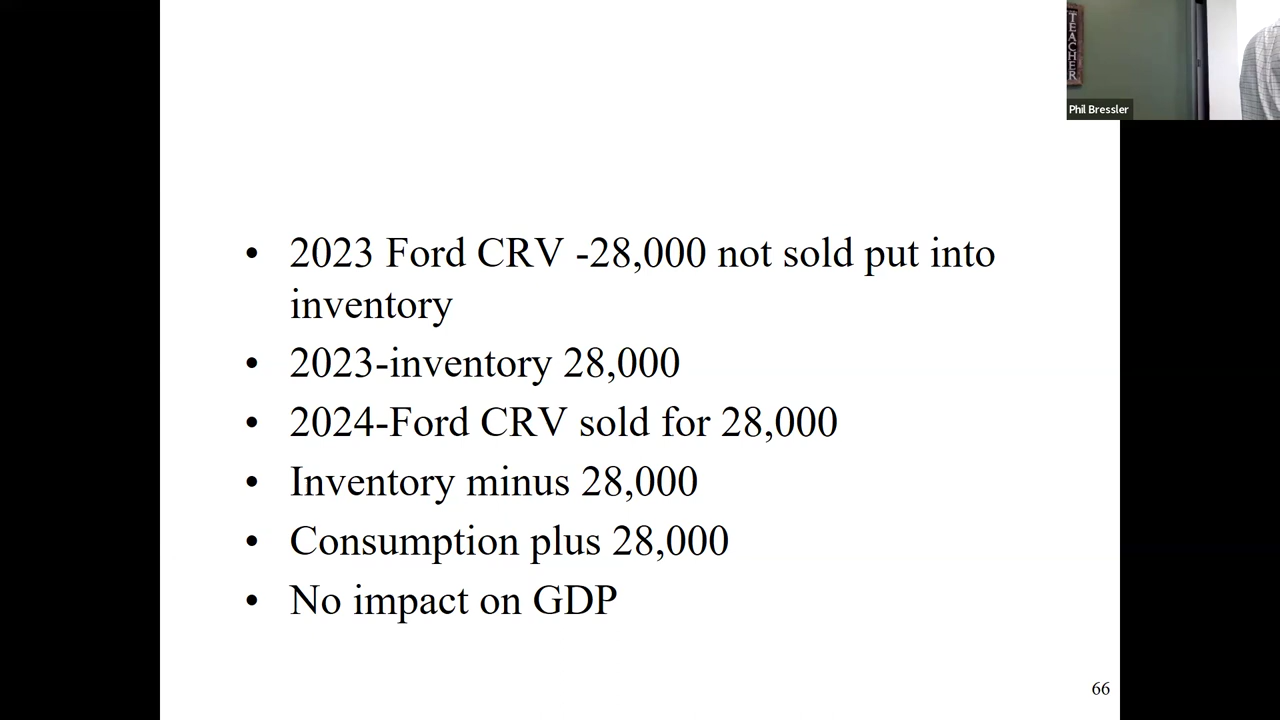 TEACHER
Phil Bressler
• 2023 Ford CRV -28,000 not sold put into
inventory
• 2023-inventory 28,000
• 2024-Ford CRV sold for 28,000
• Inventory minus 28,000
• Consumption plus 28,000
• No impact on GDP
66